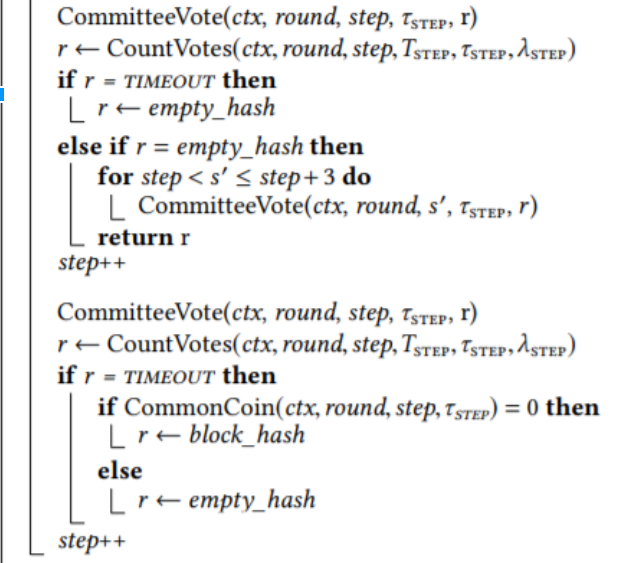 CommitteeVote(ctx, round, step, τSTEP, r)
r ← CountVotes(ctx, round, step, TSTEP, τSTEP, λSTEP)
if r = TIMEOUT then
r ← empty_hash
else if r = empty_hash then
for step < s′ ≤ step+3 do
CommitteeVote(ctx, round, s′, τSTEP, r)
return r
step++
CommitteeVote(ctx, round, step, τSTEP, r)
r ← CountVotes(ctx, round, step, TSTEP, τSTEP, λSTEP)
if r = TIMEOUT then
if CommonCoin(ctx, round, step, τSTEP) = 0 then
r ← block_hash
else
r ← empty_hash
step++